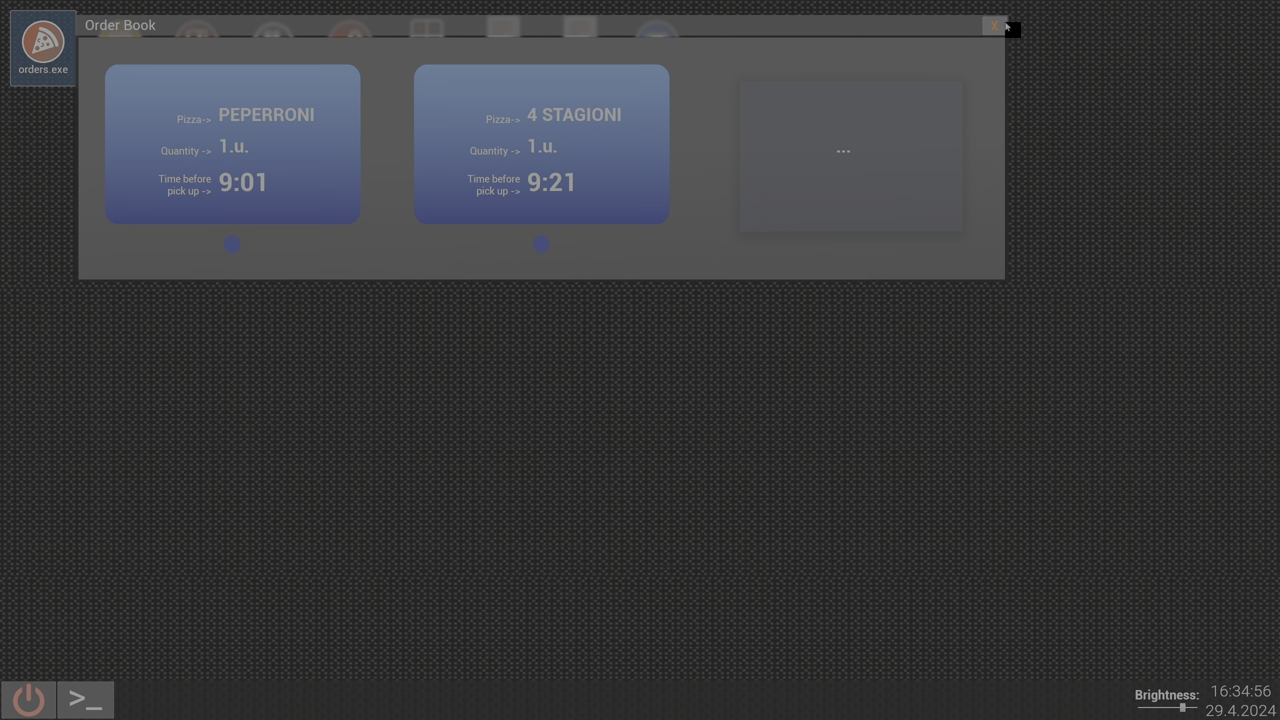 Order Book
X
orders.exe
Pizza-> PEPERRONI
Quantity -> 1.u.
Time before
pick up -> 9:01
Pizza-> 4 STAGIONI
Quantity -> 1.u.
Time before
pick up -> 9:21
...
>_
Brightness:
16:34:56
29.4.2024